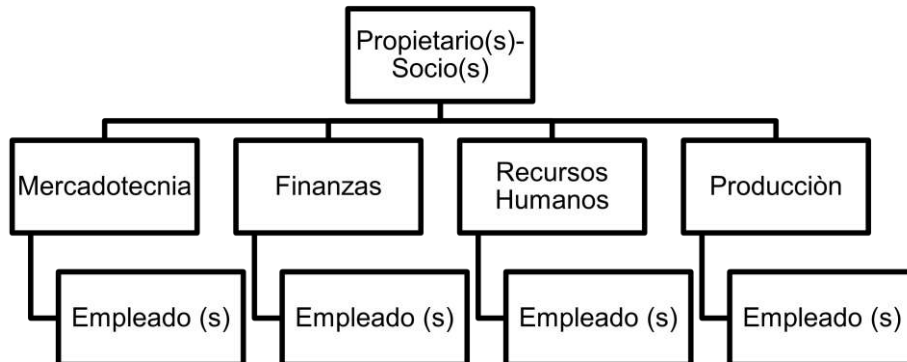 Propietario(s)-
Socio(s)
Mercadotecnia
Finanzas
Recursos
Humanos
Producciòn
Empleado (s)
Empleado (s)
Empleado (s)
Empleado (s)